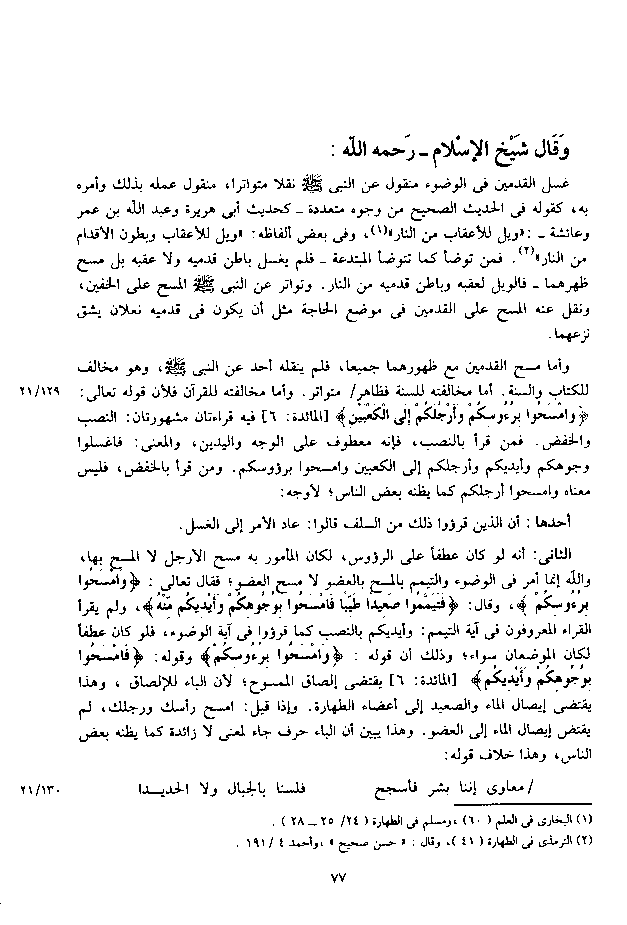 وَقَال شَيْخ الإِسْلام ـ رَحمه اللّه :
غسل القدمين فى الوضوء منقول عن النبى ﷺ نقلا متواترا، منقول عمله بذلك وأمره
به، كقوله فى الحديث الصحيح من وجوه متعددة ـ كحديث أبى هريرة وعبد الله بن عمر
وعائشة ـ : «ويل للأعقاب من النار»(١)، وفى بعض ألفاظه: «ويل للأعقاب وبطون الأقدام
من النار»(٢). فمن توضأ كما تتوضأ المبتدعة ـ فلم يغسل باطن قدميه ولا عقبه بل مسح
ظهرهما ـ فالويل لعقبه وباطن قدميه من النار. وتواتر عن النبى ﷺ المسح على الخفين،
ونقل عنه المسح على القدمين فى موضع الحاجة مثل أن يكون فى قدميه نعلان يشق
نزعهما.
وأما مسح القدمين مع ظهورهما جميعا، فلم ينقله أحد عن النبى ﷺ، وهو مخالف
للكتاب والسنة. أما مخالفته للسنة فظاهر/ متواتر. وأما مخالفته للقرآن فلأن قوله تعالى: ٢١/١٢٩
﴿وَامْسَحُوا بِرُءُوسِكُمْ وَأَرْجُلَكُمْ إِلَى الْكَعْبَيْنِ﴾ [المائدة: ٦] فيه قراءتان مشهورتان: النصب
والخفض. فمن قرأ بالنصب، فإنه معطوف على الوجه واليدين، والمعنى: فاغسلوا
وجوهكم وأيديكم وأرجلكم إلى الكعبين وامسحوا برؤوسكم. ومن قرأ بالخفض، فليس
معناه وامسحوا أرجلكم كما يظنه بعض الناس؛ لأوجه:
أحدها: أن الذين قرؤوا ذلك من السلف قالوا: عاد الأمر إلى الغسل.
الثانى: أنه لو كان عطفاً على الرؤوس، لكان المأمور به مسح الأرجل لا المسح بها،
واللّه إنما أمر فى الوضوء والتيمم بالمسح بالعضو لا مسح العضو؛ فقال تعالى: ﴿وَامْسَحُوا
بِرُءُوسِكُمْ﴾، وقال: ﴿فَتَيَمَّمُوا صَعِيدًا طَيِّبًا فَامْسَحُوا بِوُجُوهِكُمْ وَأَيْدِيكُم مِّنْهُ﴾، ولم يقرأ
القراء المعروفون فى آية التيمم: وأيديكم بالنصب كما قرؤوا فى آية الوضوء، فلو كان عطفاً
لكان الموضعان سواء؛ وذلك أن قوله : ﴿وَامْسَحُوا بِرُءُوسِكُمْ﴾ وقوله: ﴿فَامْسَحُوا
بِوُجُوهِكُمْ وَأَيْدِيكُم﴾ [المائدة: ٦] يقتضى إلصاق الممسوح؛ لأن الباء للإلصاق ، وهذا
يقتضى إيصال الماء والصعيد إلى أعضاء الطهارة. وإذا قيل: امسح رأسك ورجلك، لم
يقتض إيصال الماء إلى العضو. وهذا يبين أن الباء حرف جاء لمعنى لا زائدة كما يظنه بعض
الناس، وهذا خلاف قوله:
/معاوى إننا بشر فأسجح فلسنا بالجبال ولا الحديــدا ٢١/١٣٠
(١) البخارى فى العلم (٦٠)، ومسلم فى الطهارة (٢٤/ ٢٥ ــ ٢٨) .
(٢) الترمذى فى الطهارة (٤١)، وقال : « حسن صحيح » ، وأحمد ٤/ ١٩١ .
٧٧